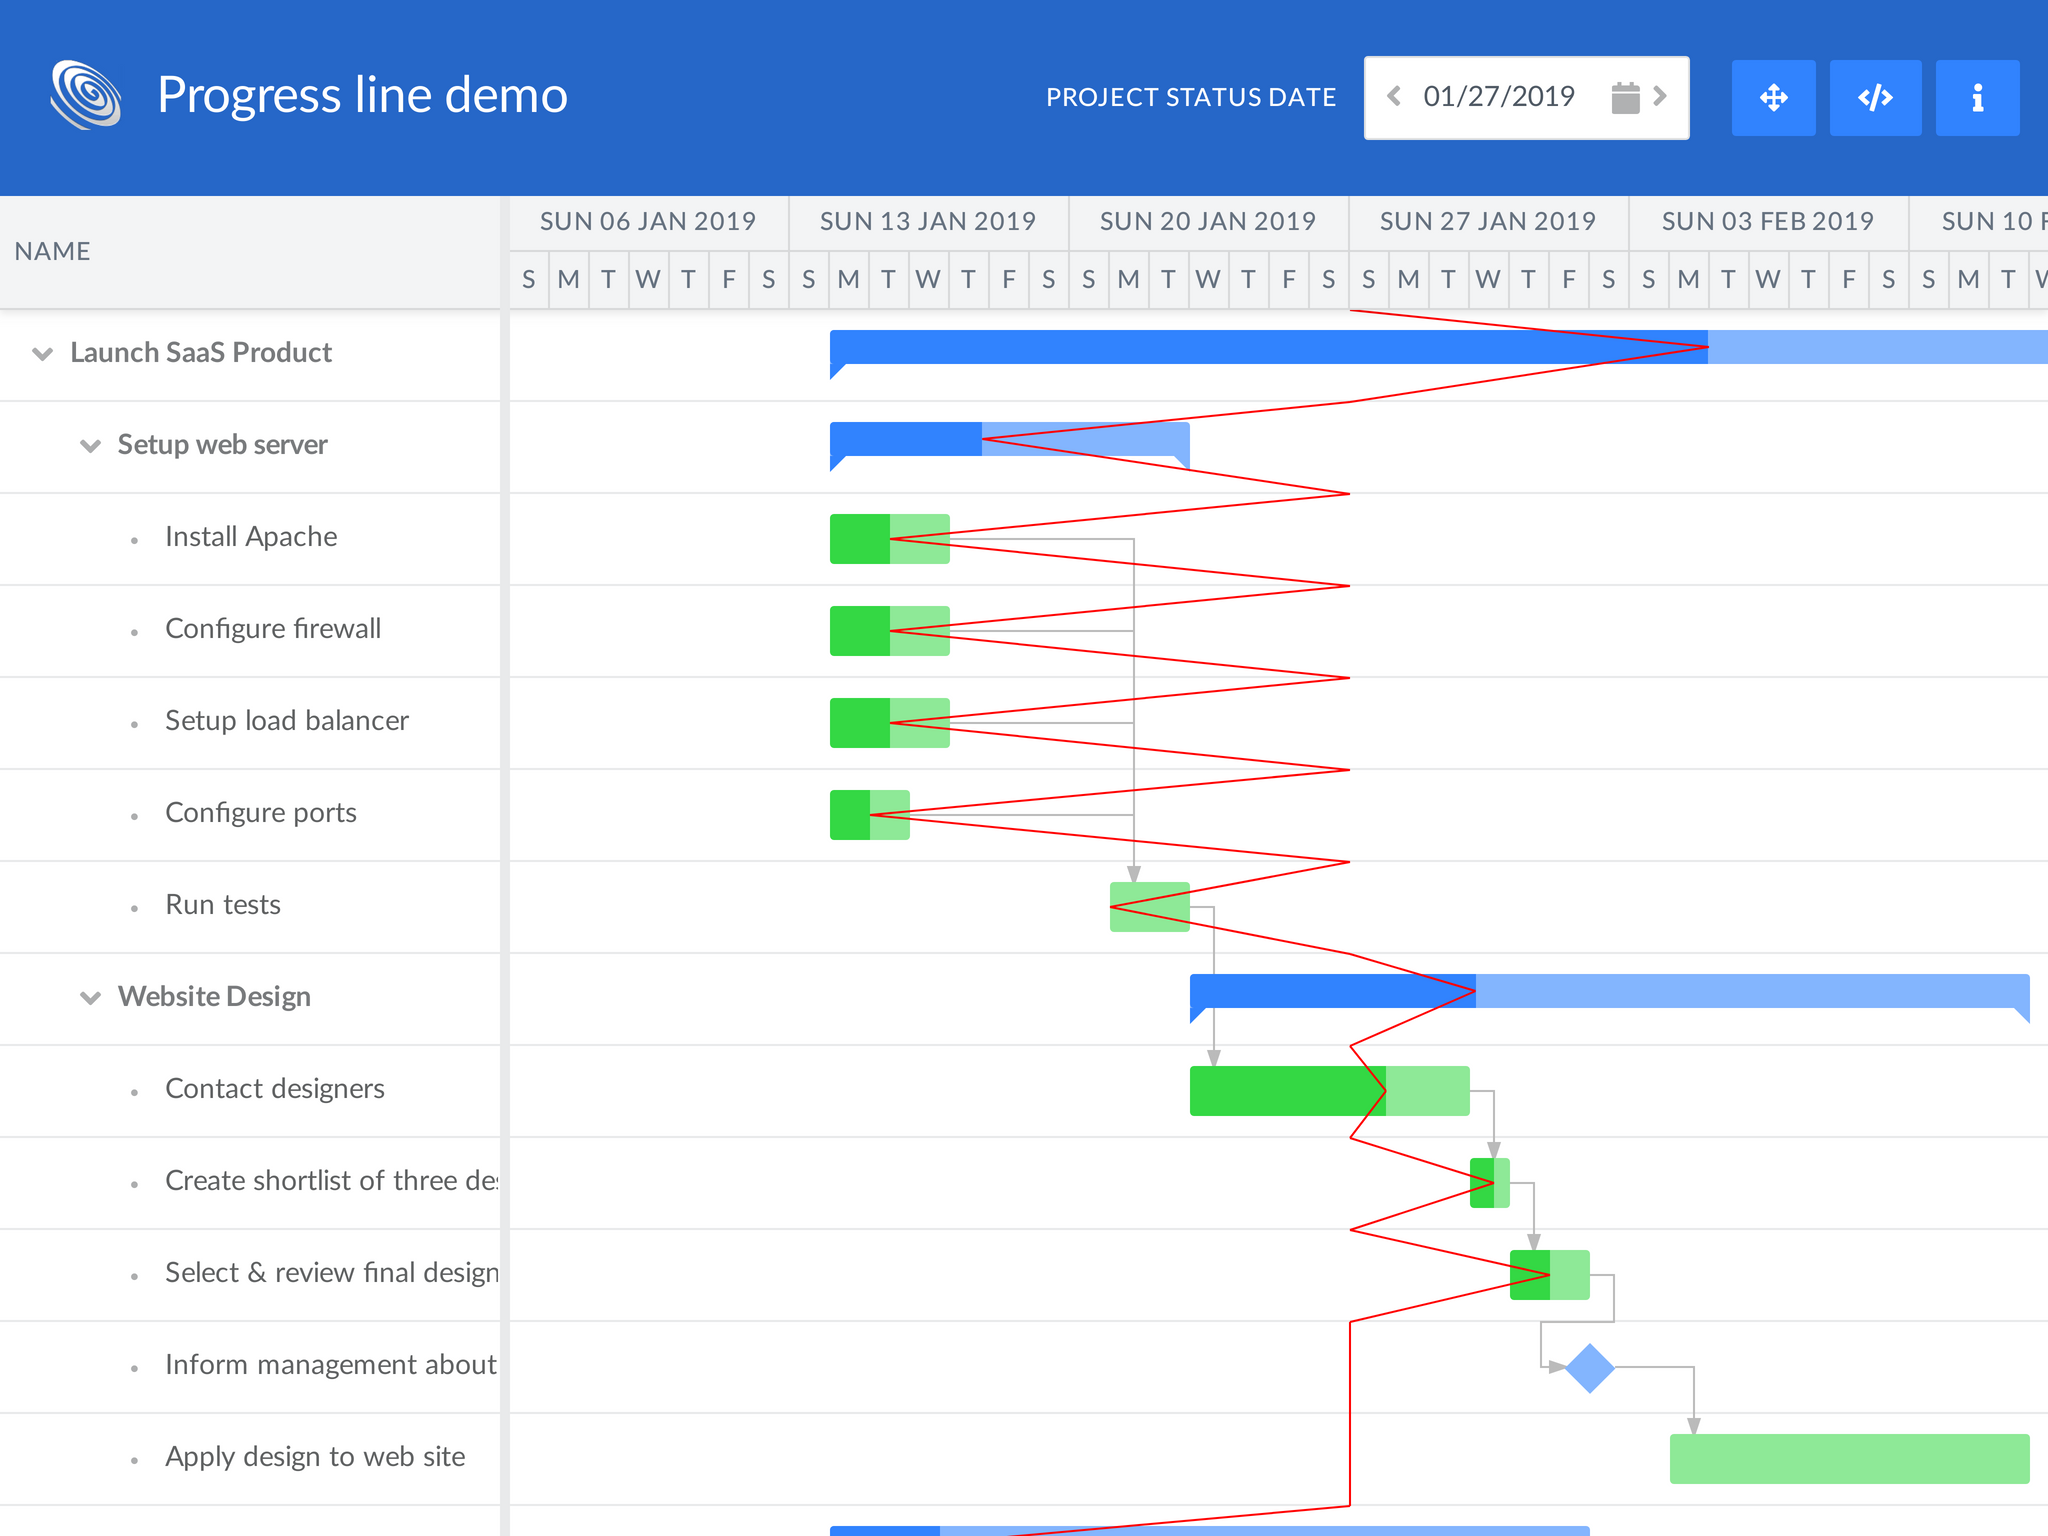 Progress line demo
PROJECT STATUS DATE
01/27/2019
NAME
SUN 06 JAN 2019 SUN 13 JAN 2019 SUN 20 JAN 2019 SUN 27 JAN 2019 SUN 03 FEB 2019 SUN 10 F
S M T W T F S S M T W T F S S M T W T F S S M T W T F S S M T W T F S S M T W
Launch SaaS Product
Setup web server
Install Apache
Configure firewall
Setup load balancer
Configure ports
Run tests
Website Design
Contact designers
Create shortlist of three des
Select & review final design
Inform management about
Apply design to web site